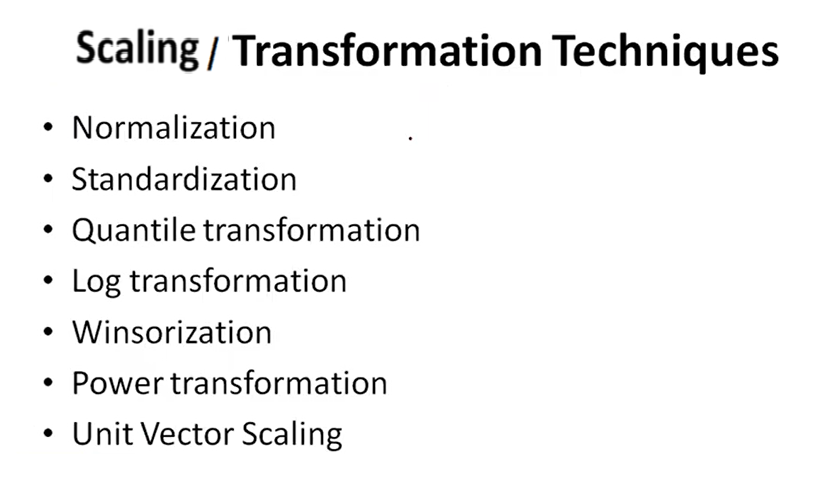 Scaling / Transformation Techniques
• Normalization
• Standardization
• Quantile transformation
• Log transformation
• Winsorization
• Power transformation
• Unit Vector Scaling